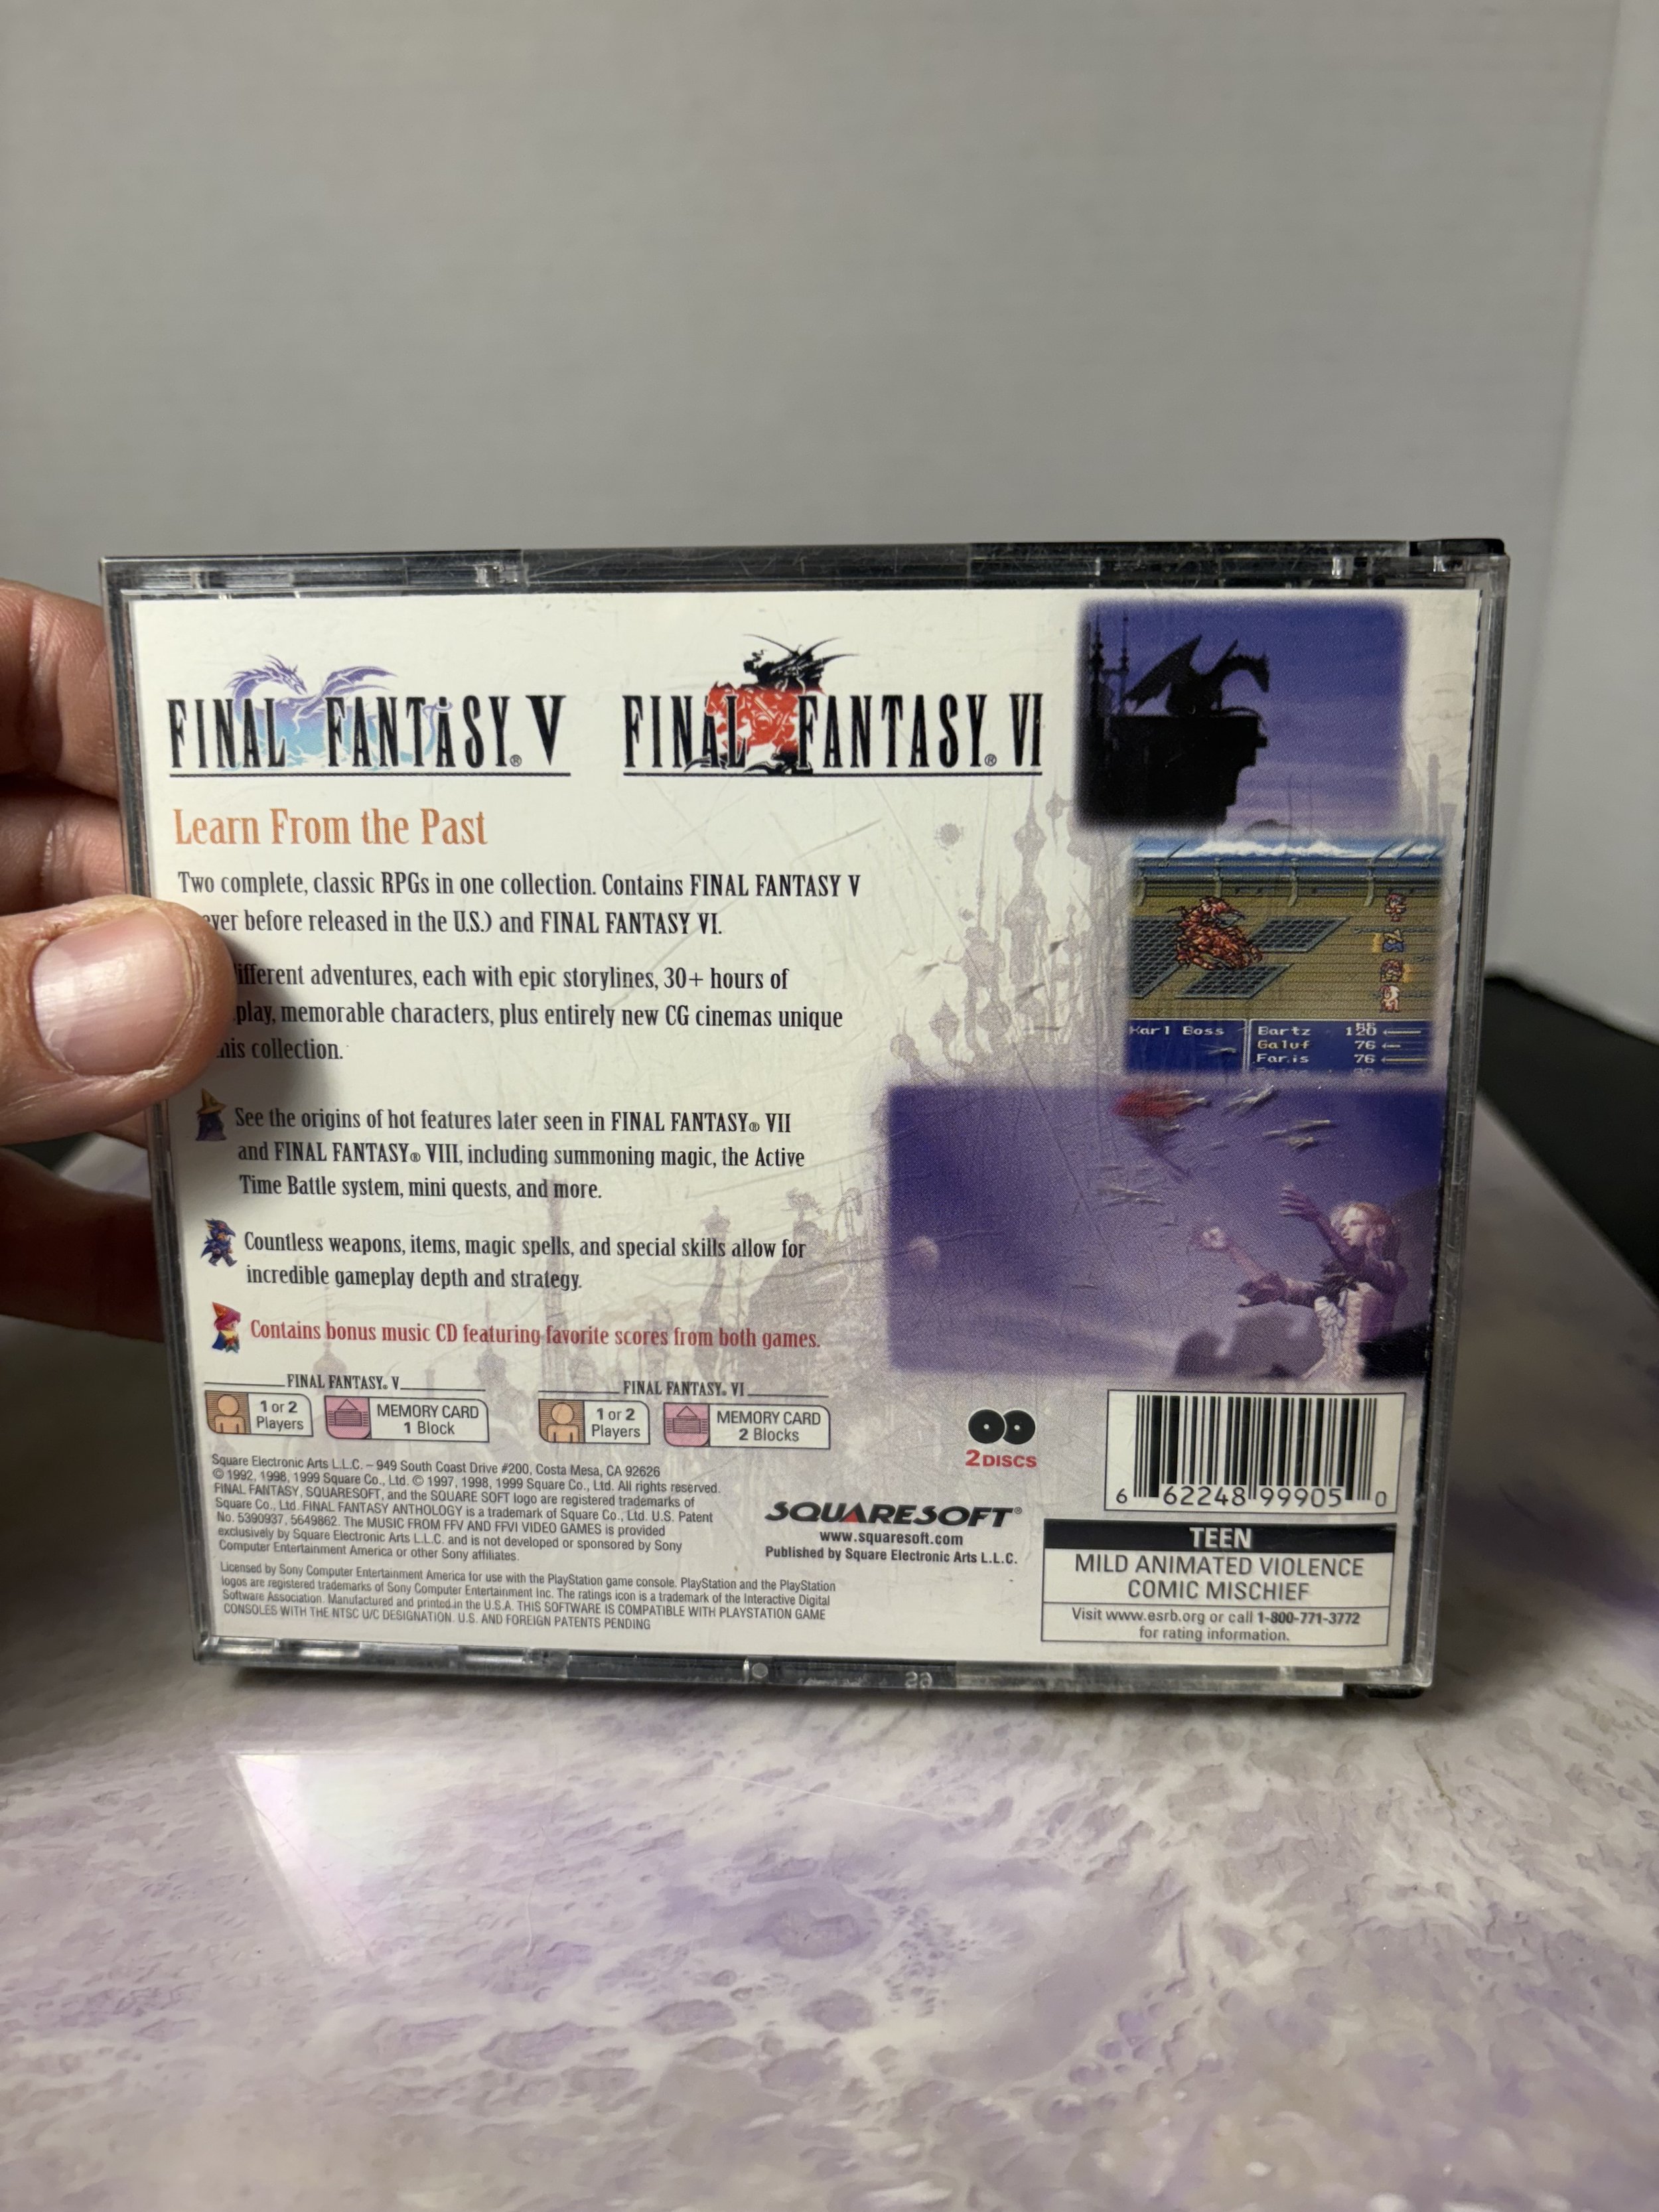 FINAL FANTASY® V
FINAL FANTASY® VI
Learn From the Past
Two complete, classic RPGs in one collection. Contains FINAL FANTASY V
before released in the U.S.) and FINAL FANTASY VI.
adventures, each with epic storylines, 30+ hours of
memorable characters, plus entirely new CG cinemas unique
collection.
See the origins of hot features later seen in FINAL FANTASY® VII
and FINAL FANTASY® VIII, including summoning magic, the Active
Time Battle system, mini quests, and more.
Countless weapons, items, magic spells, and special skills allow for
incredible gameplay depth and strategy.
Contains bonus music CD featuring favorite scores from both games.
Karl Boss
Bartz
Galuf 76
Faris 76
FINAL FANTASY® V
1 or 2
Players
MEMORY CARD
1 Block
FINAL FANTASY® VI
1 or 2
Players
MEMORY CARD
2 Blocks
2 DISCS
Square Electronic Arts L.L.C. – 949 South Coast Drive #200, Costa Mesa, CA 92626
© 1992, 1998, 1999 Square Co., Ltd. © 1997, 1998, 1999 Square Co., Ltd. All rights reserved.
FINAL FANTASY, SQUARESOFT, and the SQUARE SOFT logo are registered trademarks of
Square Co., Ltd. FINAL FANTASY ANTHOLOGY is a trademark of Square Co., Ltd. U.S. Patent
No. 5390937, 5649862. The MUSIC FROM FFV AND FFVI VIDEO GAMES is provided
exclusively by Square Electronic Arts L.L.C. and is not developed or sponsored by Sony
Computer Entertainment America or other Sony affiliates.
Licensed by Sony Computer Entertainment America for use with the PlayStation game console. PlayStation and the PlayStation
logos are registered trademarks of Sony Computer Entertainment Inc. The ratings icon is a trademark of the Interactive Digital
Software Association. Manufactured and printed in the U.S.A. THIS SOFTWARE IS COMPATIBLE WITH PLAYSTATION GAME
CONSOLES WITH THE NTSC U/C DESIGNATION. U.S. AND FOREIGN PATENTS PENDING
SQUARESOFT®
www.squaresoft.com
Published by Square Electronic Arts L.L.C.
6 62248 99905 0
TEEN
MILD ANIMATED VIOLENCE
COMIC MISCHIEF
Visit www.esrb.org or call 1-800-771-3772
for rating information.